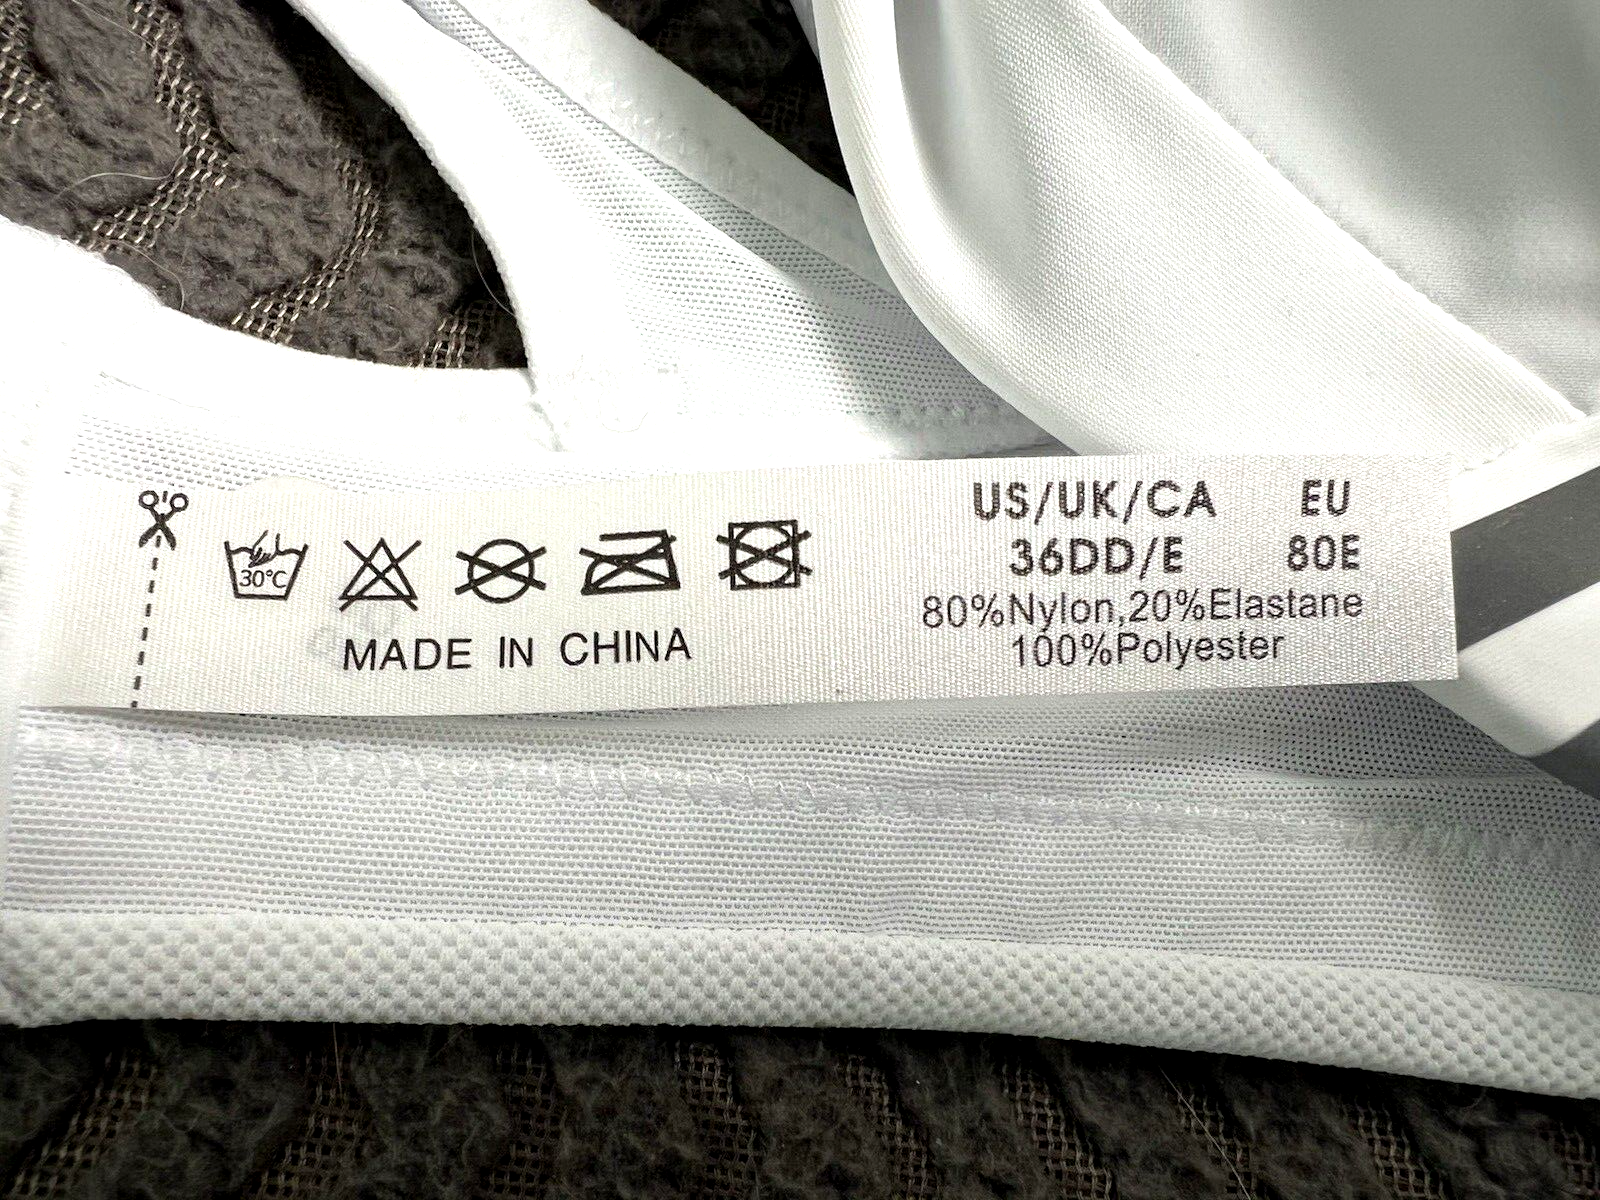 30°C
MADE IN CHINA
US/UK/CA EU
36DD/E 80E
80%Nylon,20%Elastane
100%Polyester